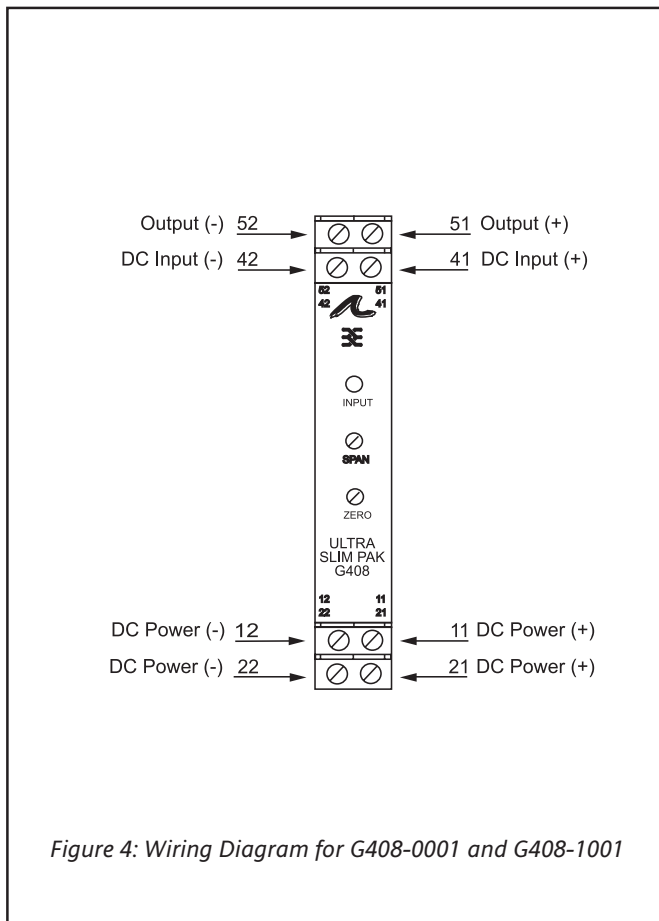 Output (-) 52
51 Output (+)
DC Input (-) 42
41 DC Input (+)
52 51
42 41
INPUT
SPAN
ZERO
ULTRA
SLIM PAK
G408
12 11
22 21
DC Power (-) 12
11 DC Power (+)
DC Power (-) 22
21 DC Power (+)
Figure 4: Wiring Diagram for G408-0001 and G408-1001